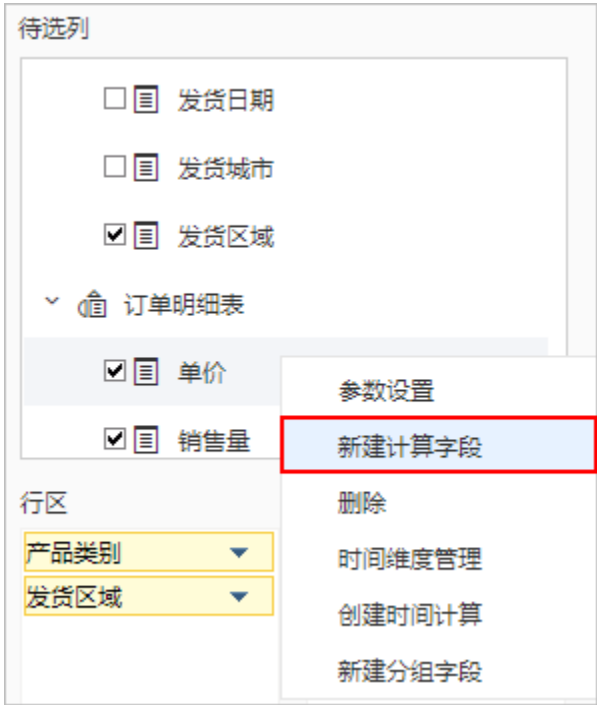 待选列
发货日期
发货城市
发货区域
订单明细表
单价
销售量
参数设置
新建计算字段
删除
时间维度管理
创建时间计算
新建分组字段
行区
产品类别
发货区域